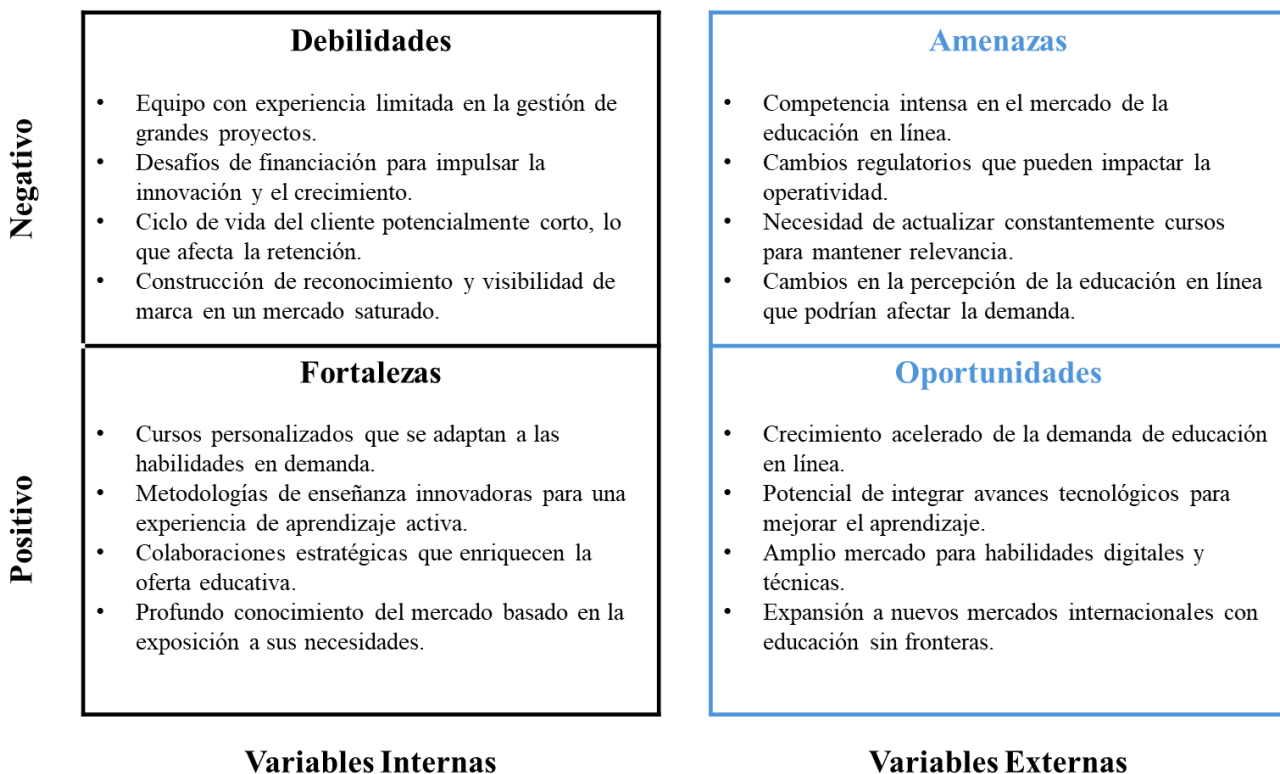 Negativo
Debilidades
• Equipo con experiencia limitada en la gestión de
grandes proyectos.
• Desafíos de financiación para impulsar la
innovación y el crecimiento.
• Ciclo de vida del cliente potencialmente corto, lo
que afecta la retención.
• Construcción de reconocimiento y visibilidad de
marca en un mercado saturado.
Amenazas
• Competencia intensa en el mercado de la
educación en línea.
• Cambios regulatorios que pueden impactar la
operatividad.
• Necesidad de actualizar constantemente cursos
para mantener relevancia.
• Cambios en la percepción de la educación en línea
que podrían afectar la demanda.
Positivo
Fortalezas
• Cursos personalizados que se adaptan a las
habilidades en demanda.
• Metodologías de enseñanza innovadoras para una
experiencia de aprendizaje activa.
• Colaboraciones estratégicas que enriquecen la
oferta educativa.
• Profundo conocimiento del mercado basado en la
exposición a sus necesidades.
Oportunidades
• Crecimiento acelerado de la demanda de educación
en línea.
• Potencial de integrar avances tecnológicos para
mejorar el aprendizaje.
• Amplio mercado para habilidades digitales y
técnicas.
• Expansión a nuevos mercados internacionales con
educación sin fronteras.
Variables Internas
Variables Externas